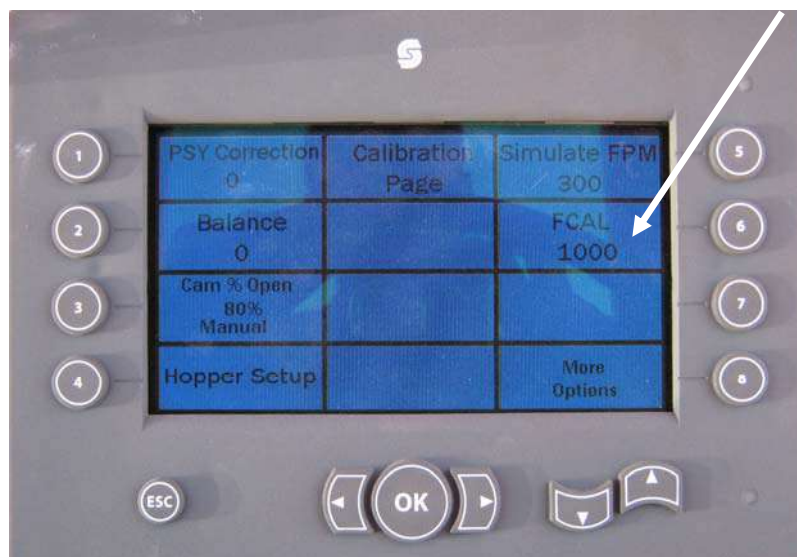 S
1
PSY Correction
0
Calibration
Page
Simulate FPM
300
5
2
Balance
0
FCAL
1000
6
3
Cam % Open
80%
Manual
7
4
Hopper Setup
More
Options
8
ESC
OK